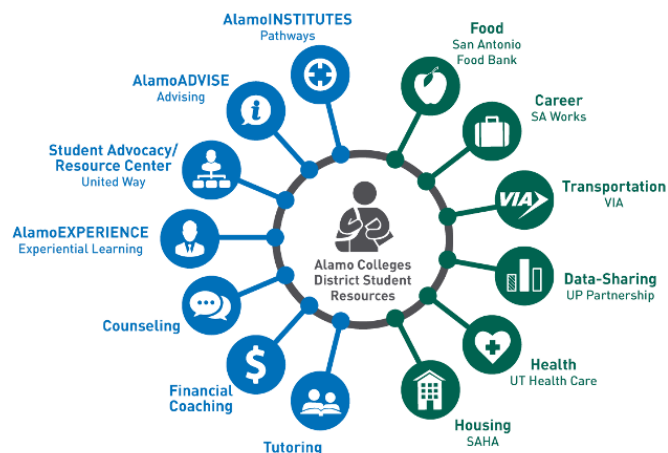 AlamoINSTITUTES
Pathways
AlamoADVISE
Advising
Student Advocacy/
Resource Center
United Way
AlamoEXPERIENCE
Experiential Learning
Counseling
Financial
Coaching
Tutoring
Alamo Colleges
District Student
Resources
Food
San Antonio
Food Bank
Career
SA Works
VIA
Transportation
VIA
Data-Sharing
UP Partnership
Health
UT Health Care
Housing
SAHA